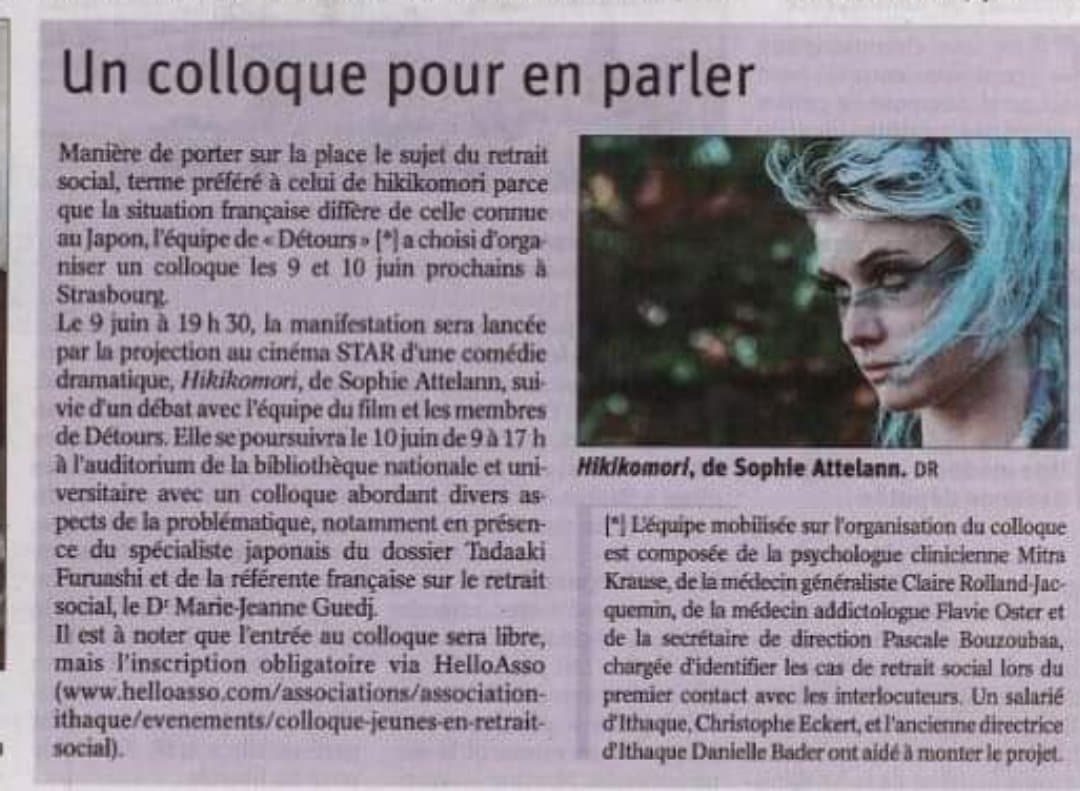 Un colloque pour en parler
Manière de porter sur la place le sujet du retrait
social, terme préféré à celui de hikikomori parce
que la situation française diffère de celle connue
au Japon, l'équipe de « Détours » [*] a choisi d'orga-
niser un colloque les 9 et 10 juin prochains à
Strasbourg.
Le 9 juin à 19 h 30, la manifestation sera lancée
par la projection au cinéma STAR d'une comédie
dramatique, Hikikomori, de Sophie Attelann, sui-
vie d'un débat avec l'équipe du film et les membres
de Détours. Elle se poursuivra le 10 juin de 9 à 17 h
à l'auditorium de la bibliothèque nationale et uni-
versitaire avec un colloque abordant divers as-
pects de la problématique, notamment en présen-
ce du spécialiste japonais du dossier Tadaaki
Furuashi et de la référente française sur le retrait
social, le Dr Marie-Jeanne Guedj.
Il est à noter que l'entrée au colloque sera libre,
mais l'inscription obligatoire via HelloAsso
(www.helloasso.com/associations/association-
ithaque/evenements/colloque-jeunes-en-retrait-
social).
Hikikomori, de Sophie Attelann. DR
[*] L'équipe mobilisée sur l'organisation du colloque
est composée de la psychologue clinicienne Mitra
Krause, de la médecin généraliste Claire Rolland-Jac-
quemin, de la médecin addictologue Flavie Oster et
de la secrétaire de direction Pascale Bouzoubaa,
chargée d'identifier les cas de retrait social lors du
premier contact avec les interlocuteurs. Un salarié
d'Ithaque, Christophe Eckert, et l'ancienne directrice
d'Ithaque Danielle Bader ont aidé à monter le projet.